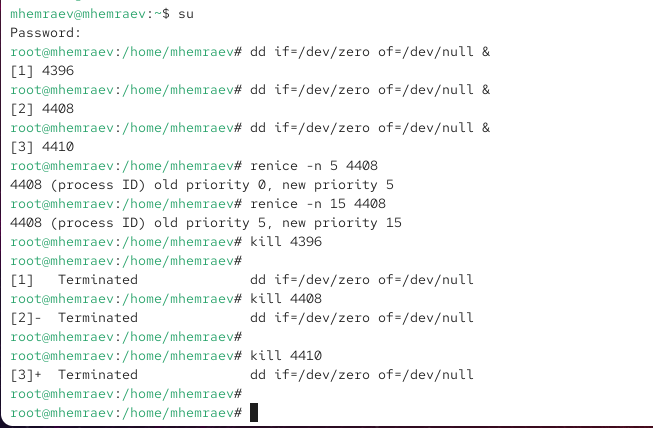 mhemraev@mhemraev:~$ su
Password:
root@mhemraev:/home/mhemraev# dd if=/dev/zero of=/dev/null &
[1] 4396
root@mhemraev:/home/mhemraev# dd if=/dev/zero of=/dev/null &
[2] 4408
root@mhemraev:/home/mhemraev# dd if=/dev/zero of=/dev/null &
[3] 4410
root@mhemraev:/home/mhemraev# renice -n 5 4408
4408 (process ID) old priority 0, new priority 5
root@mhemraev:/home/mhemraev# renice -n 15 4408
4408 (process ID) old priority 5, new priority 15
root@mhemraev:/home/mhemraev# kill 4396
root@mhemraev:/home/mhemraev#
[1]   Terminated              dd if=/dev/zero of=/dev/null
root@mhemraev:/home/mhemraev# kill 4408
[2]-  Terminated              dd if=/dev/zero of=/dev/null
root@mhemraev:/home/mhemraev#
root@mhemraev:/home/mhemraev# kill 4410
[3]+  Terminated              dd if=/dev/zero of=/dev/null
root@mhemraev:/home/mhemraev#
root@mhemraev:/home/mhemraev#